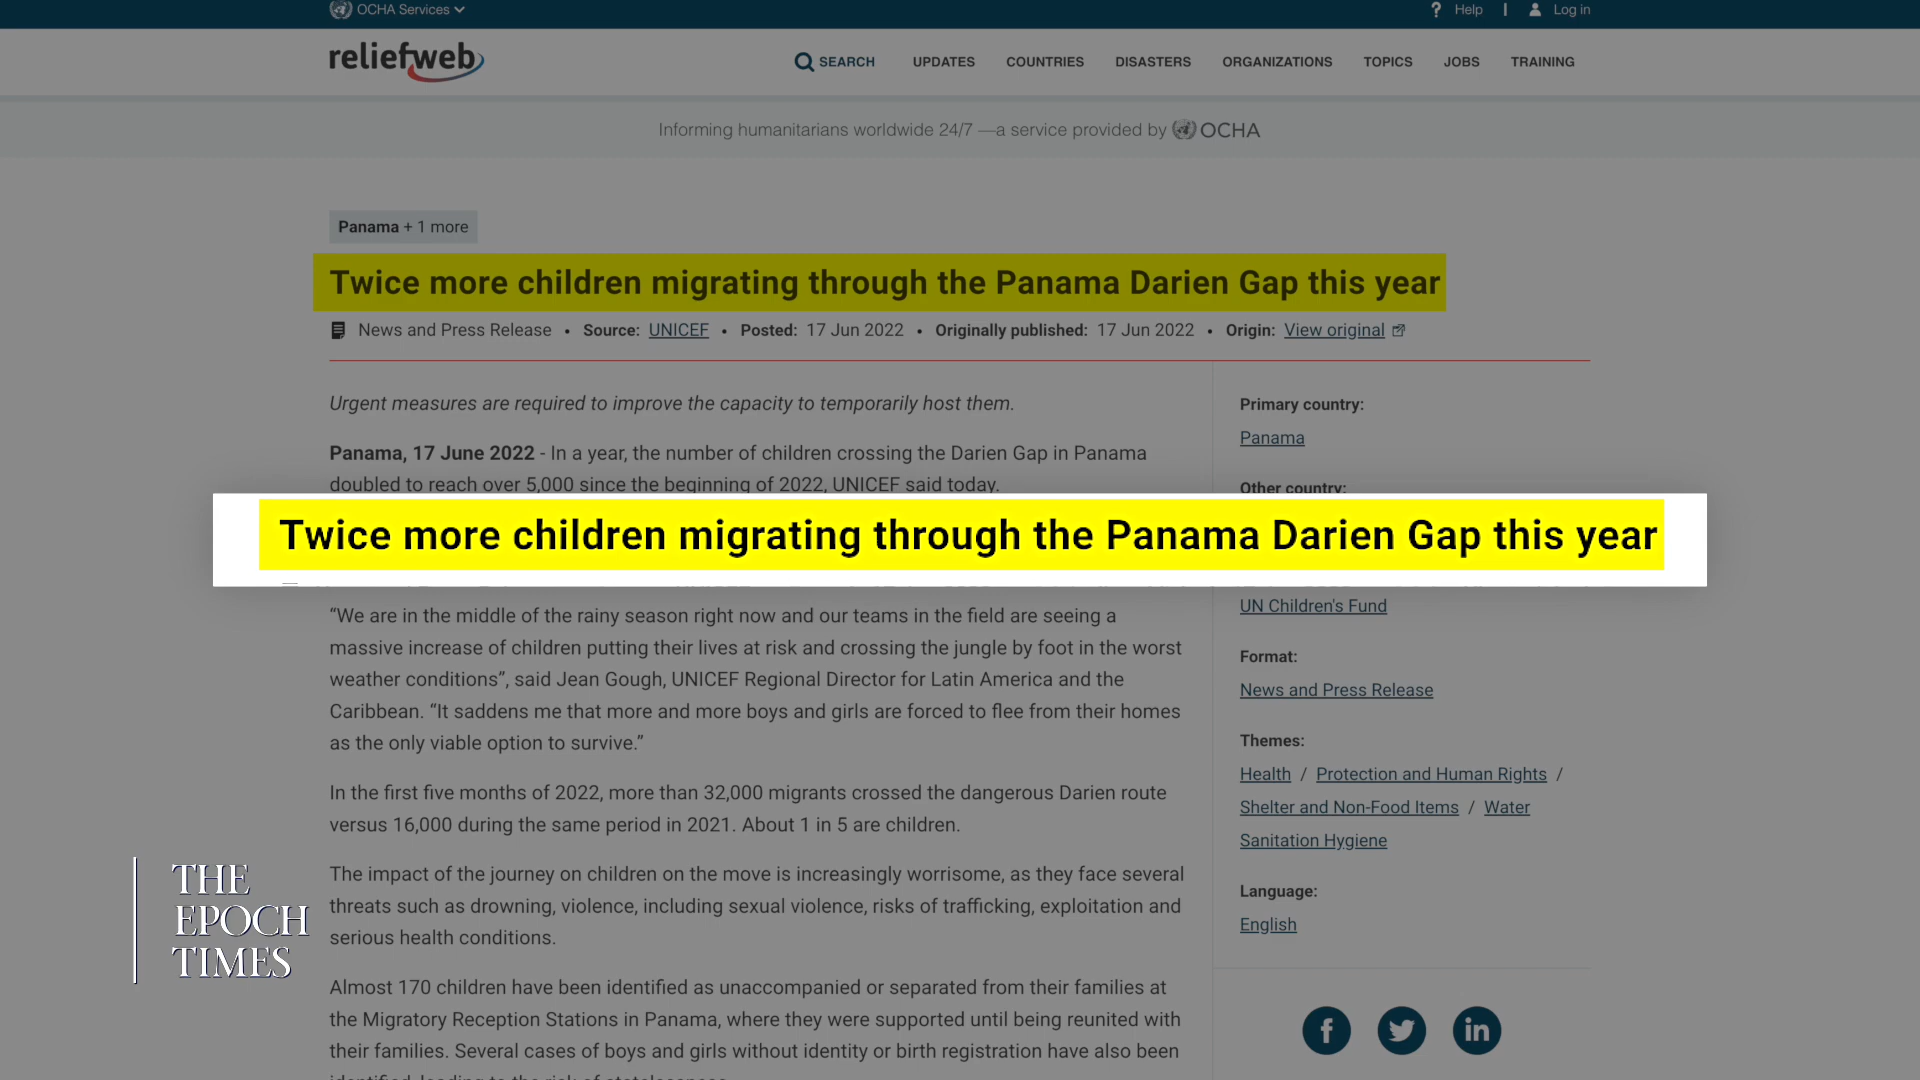 OCHA Services
Help | Log in
reliefweb
SEARCH UPDATES COUNTRIES DISASTERS ORGANIZATIONS TOPICS JOBS TRAINING
Informing humanitarians worldwide 24/7 —a service provided by OCHA
Panama + 1 more
Twice more children migrating through the Panama Darien Gap this year
News and Press Release • Source: UNICEF • Posted: 17 Jun 2022 • Originally published: 17 Jun 2022 • Origin: View original
Urgent measures are required to improve the capacity to temporarily host them.
Panama, 17 June 2022 - In a year, the number of children crossing the Darien Gap in Panama
doubled to reach over 5,000 since the beginning of 2022, UNICEF said today.
Twice more children migrating through the Panama Darien Gap this year
“We are in the middle of the rainy season right now and our teams in the field are seeing a
massive increase of children putting their lives at risk and crossing the jungle by foot in the worst
weather conditions”, said Jean Gough, UNICEF Regional Director for Latin America and the
Caribbean. “It saddens me that more and more boys and girls are forced to flee from their homes
as the only viable option to survive.”
In the first five months of 2022, more than 32,000 migrants crossed the dangerous Darien route
versus 16,000 during the same period in 2021. About 1 in 5 are children.
The impact of the journey on children on the move is increasingly worrisome, as they face several
threats such as drowning, violence, including sexual violence, risks of trafficking, exploitation and
serious health conditions.
Almost 170 children have been identified as unaccompanied or separated from their families at
the Migratory Reception Stations in Panama, where they were supported until being reunited with
their families. Several cases of boys and girls without identity or birth registration have also been
Primary country:
Panama
Other country:
UN Children's Fund
Format:
News and Press Release
Themes:
Health / Protection and Human Rights /
Shelter and Non-Food Items / Water
Sanitation Hygiene
Language:
English
THE
EPOCH
TIMES